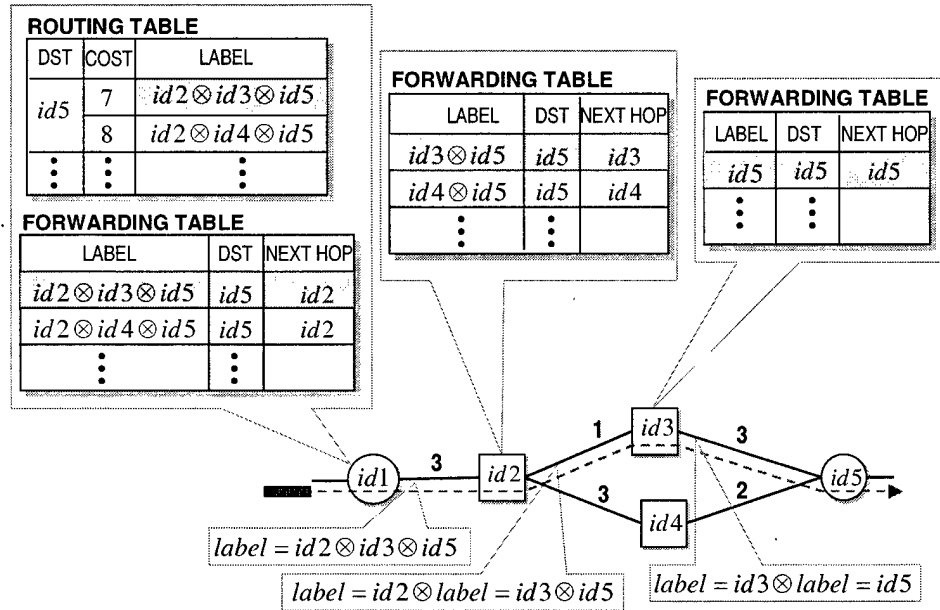 ROUTING TABLE
DST COST LABEL
id5 7 id2⊗id3⊗id5
8 id2⊗id4⊗id5
FORWARDING TABLE
LABEL DST NEXT HOP
id2⊗id3⊗id5 id5 id2
id2⊗id4⊗id5 id5 id2
FORWARDING TABLE
LABEL DST NEXT HOP
id3⊗id5 id5 id3
id4⊗id5 id5 id4
FORWARDING TABLE
LABEL DST NEXT HOP
id5 id5 id5
id1 3 id2 1 id3 3 id5
3 id4 2
label = id2⊗id3⊗id5
label = id2⊗label = id3⊗id5
label = id3⊗label = id5